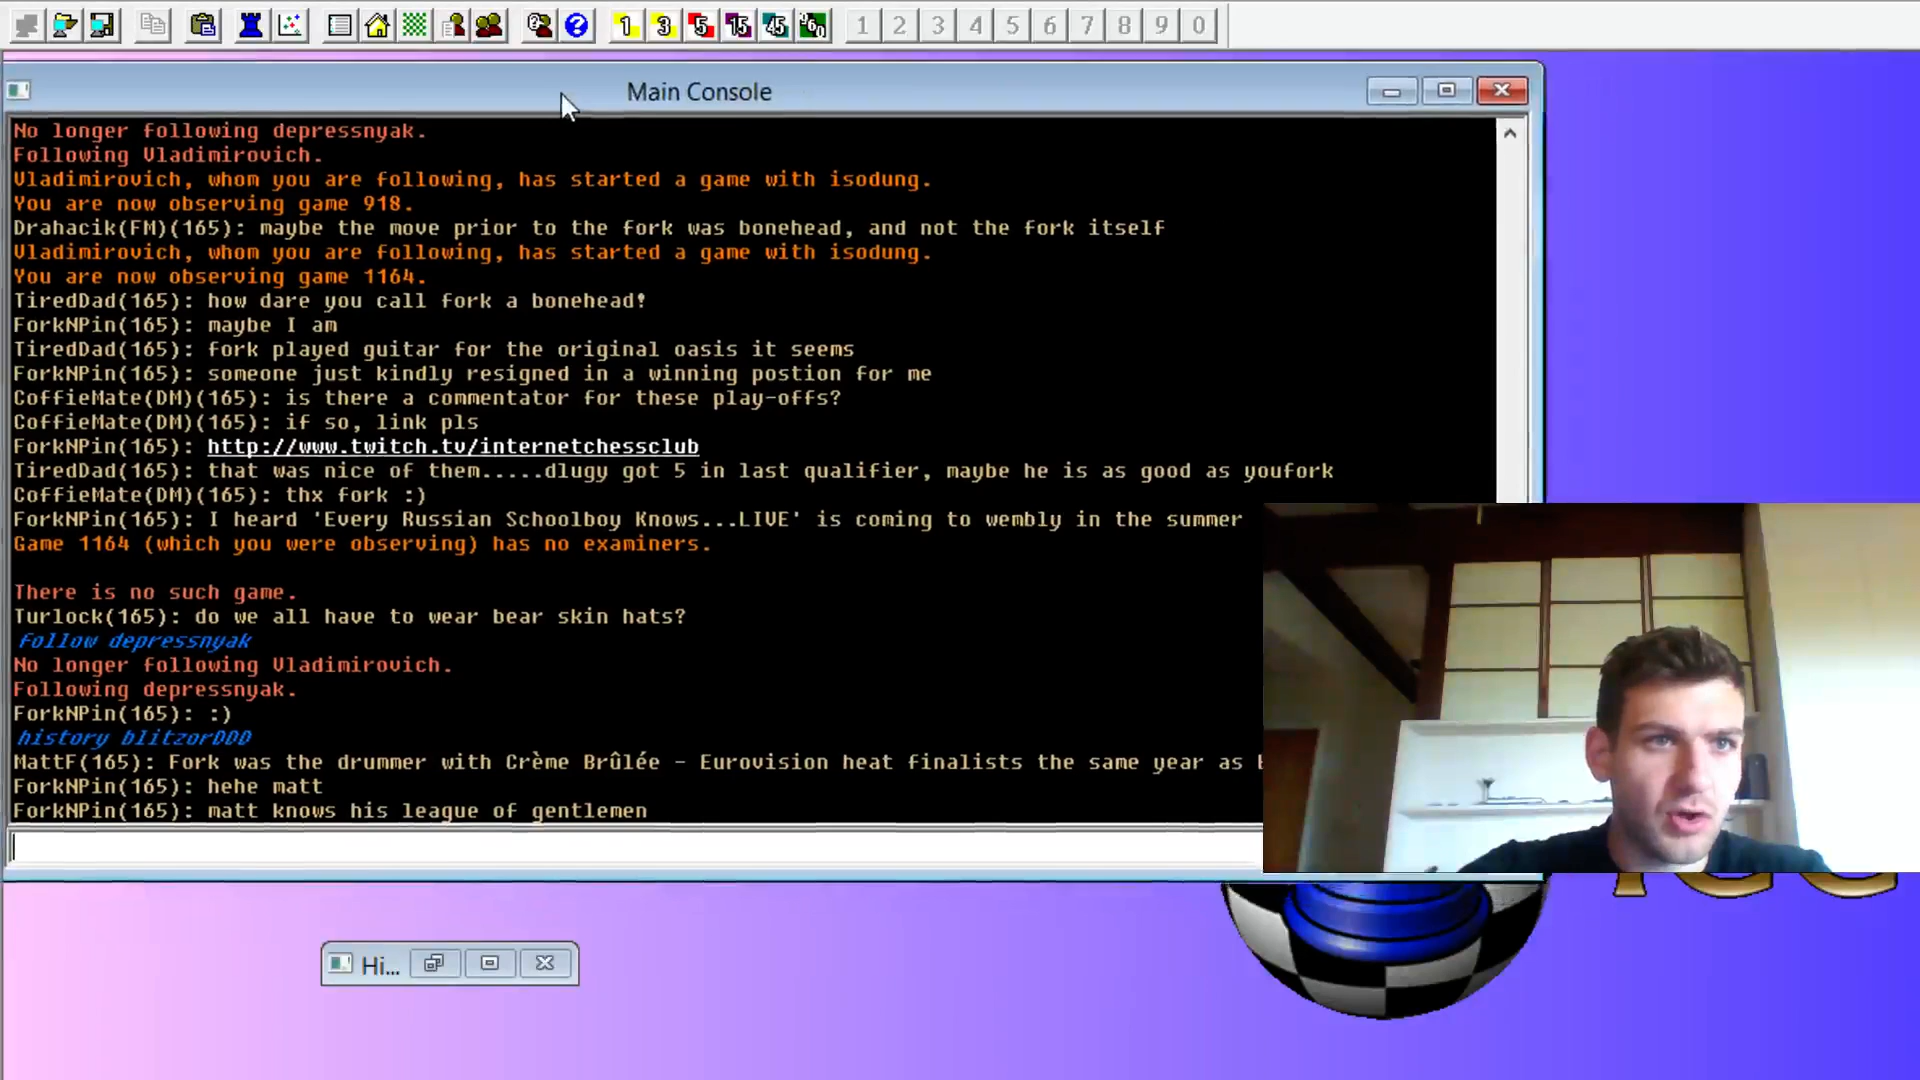 1 3 5 15 45 1 2 3 4 5 6 7 8 9 0
Main Console
No longer following depressnyak.
Following Vladimirovich.
Vladimirovich, whom you are following, has started a game with isodung.
You are now observing game 918.
Drahacik(FM)(165): maybe the move prior to the fork was bonehead, and not the fork itself
Vladimirovich, whom you are following, has started a game with isodung.
You are now observing game 1164.
TiredDad(165): how dare you call fork a bonehead!
ForkNPin(165): maybe I am
TiredDad(165): fork played guitar for the original oasis it seems
ForkNPin(165): someone just kindly resigned in a winning postion for me
CoffieMate(DM)(165): is there a commentator for these play-offs?
CoffieMate(DM)(165): if so, link pls
ForkNPin(165): http://www.twitch.tv/internetchessclub
TiredDad(165): that was nice of them.....dlugy got 5 in last qualifier, maybe he is as good as youfork
CoffieMate(DM)(165): thx fork :)
ForkNPin(165): I heard 'Every Russian Schoolboy Knows...LIVE' is coming to wembly in the summer
Game 1164 (which you were observing) has no examiners.
There is no such game.
Turlock(165): do we all have to wear bear skin hats?
follow depressnyak
No longer following Vladimirovich.
Following depressnyak.
ForkNPin(165): :)
history blitzorDDD
MattF(165): Fork was the drummer with Crème Brûlée - Eurovision heat finalists the same year as
ForkNPin(165): hehe matt
ForkNPin(165): matt knows his league of gentlemen
ICC
Hi...